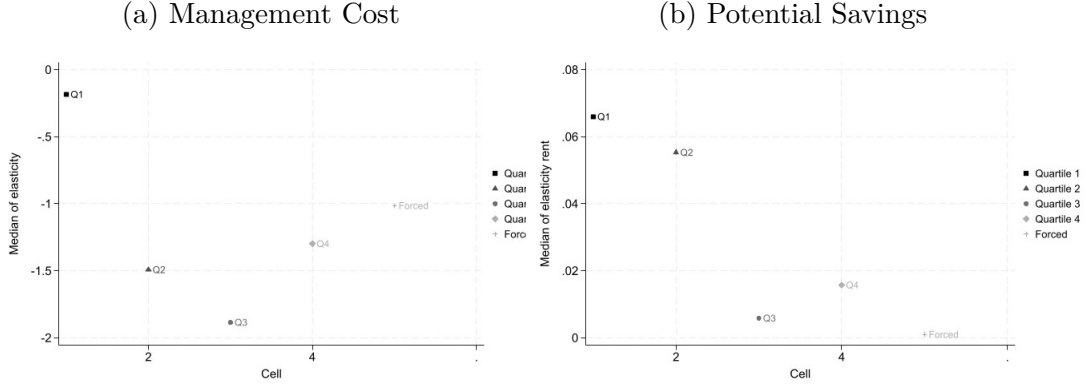 (a) Management Cost
0
-.5
-1
-1.5
-2
Median of elasticity
Q1
Q2
Q3
Q4
Forced
2
4
.
Cell
Quar
Quar
Quar
Quar
Forc
(b) Potential Savings
.08
.06
.04
.02
0
Median of elasticity rent
Q1
Q2
Q3
Q4
Forced
2
4
.
Cell
Quartile 1
Quartile 2
Quartile 3
Quartile 4
Forced